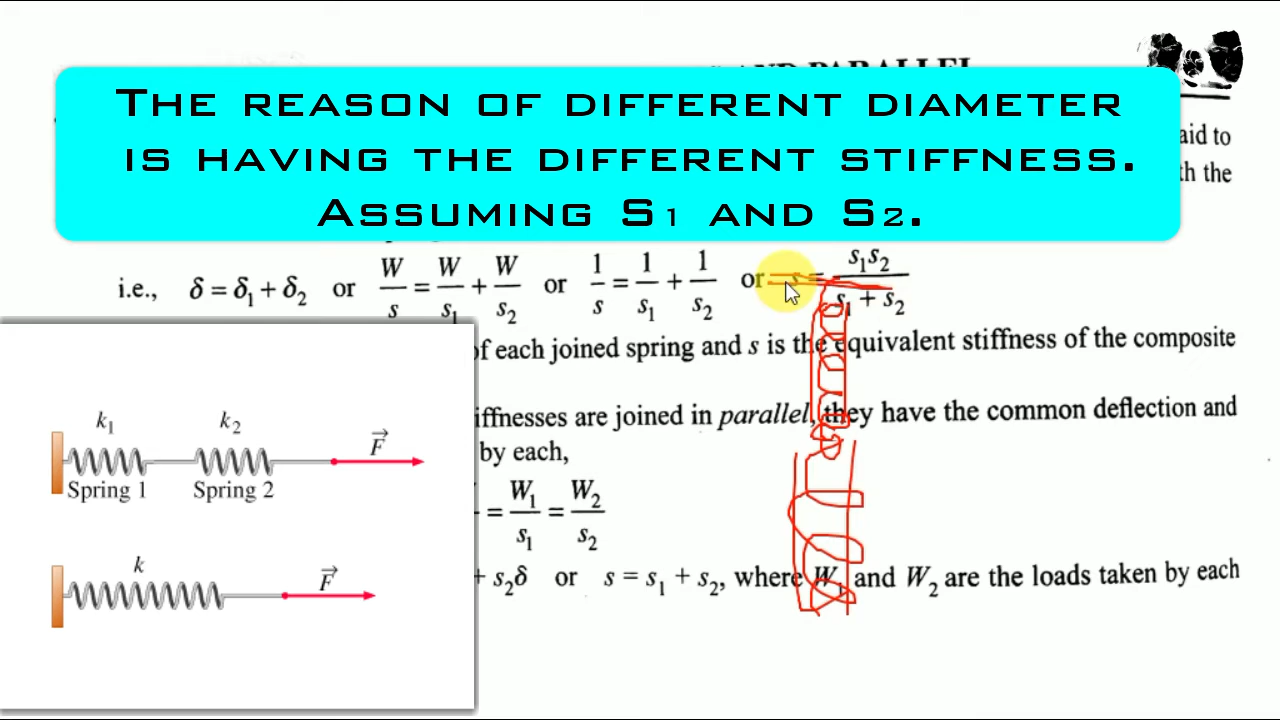 AND PARALLEL
THE REASON OF DIFFERENT DIAMETER
IS HAVING THE DIFFERENT STIFFNESS.
ASSUMING S1 AND S2.
aid to
th the
i.e., δ = δ₁ + δ₂ or W/s = W/s₁ + W/s₂ or 1/s = 1/s₁ + 1/s₂ or s = s₁s₂/(s₁ + s₂)
of each joined spring and s is the equivalent stiffness of the composite
iffnesses are joined in parallel, they have the common deflection and
by each,
= W₁/s₁ = W₂/s₂
+ s₂δ or s = s₁ + s₂, where W₁ and W₂ are the loads taken by each
k₁ k₂
F⃗
Spring 1 Spring 2
k
F⃗